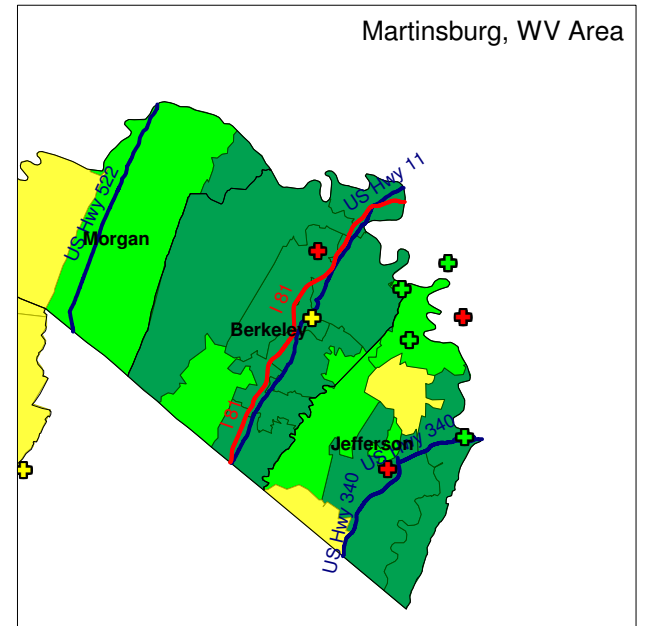 Martinsburg, WV Area
US Hwy 11
US Hwy 522
Morgan
I 81
Berkeley
I 81
Jefferson
US Hwy 340
US Hwy 340